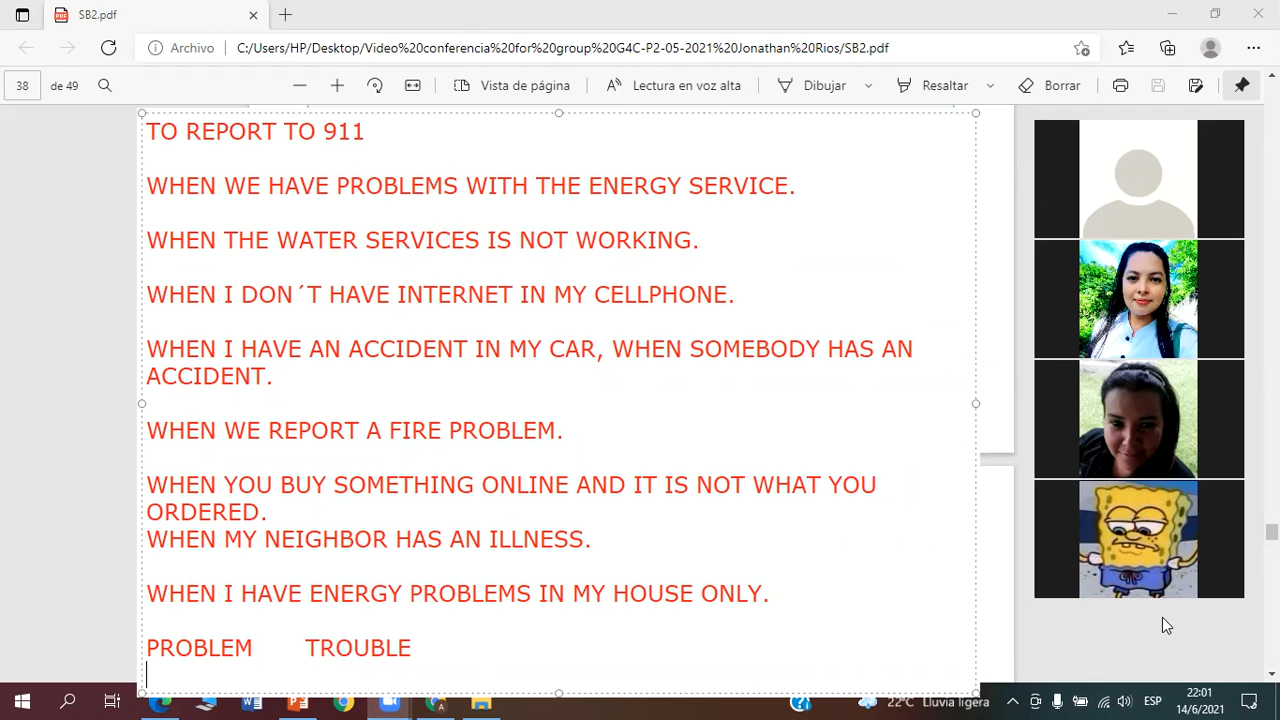 SB2.pdf
Archivo
C:/Users/HP/Desktop/Video%20conferencia%20for%20group%20G4C-P2-05-2021%20Jonathan%20Rios/SB2.pdf
38 de 49
Vista de página
Lectura en voz alta
Dibujar
Resaltar
Borrar
TO REPORT TO 911
WHEN WE HAVE PROBLEMS WITH THE ENERGY SERVICE.
WHEN THE WATER SERVICES IS NOT WORKING.
WHEN I DON´T HAVE INTERNET IN MY CELLPHONE.
WHEN I HAVE AN ACCIDENT IN MY CAR, WHEN SOMEBODY HAS AN
ACCIDENT.
WHEN WE REPORT A FIRE PROBLEM.
WHEN YOU BUY SOMETHING ONLINE AND IT IS NOT WHAT YOU
ORDERED.
WHEN MY NEIGHBOR HAS AN ILLNESS.
WHEN I HAVE ENERGY PROBLEMS IN MY HOUSE ONLY.
PROBLEM TROUBLE
22°C Lluvia ligera
ESP
22:01
14/6/2021